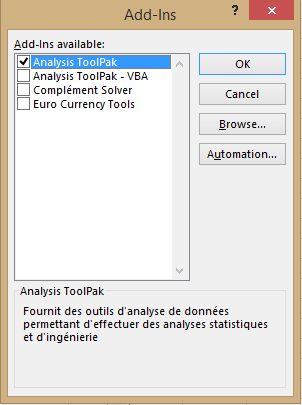 Add-Ins
?
Add-Ins available:
Analysis ToolPak
Analysis ToolPak - VBA
Complément Solver
Euro Currency Tools
OK
Cancel
Browse...
Automation...
Analysis ToolPak
Fournit des outils d'analyse de données
permettant d'effectuer des analyses statistiques
et d'ingénierie